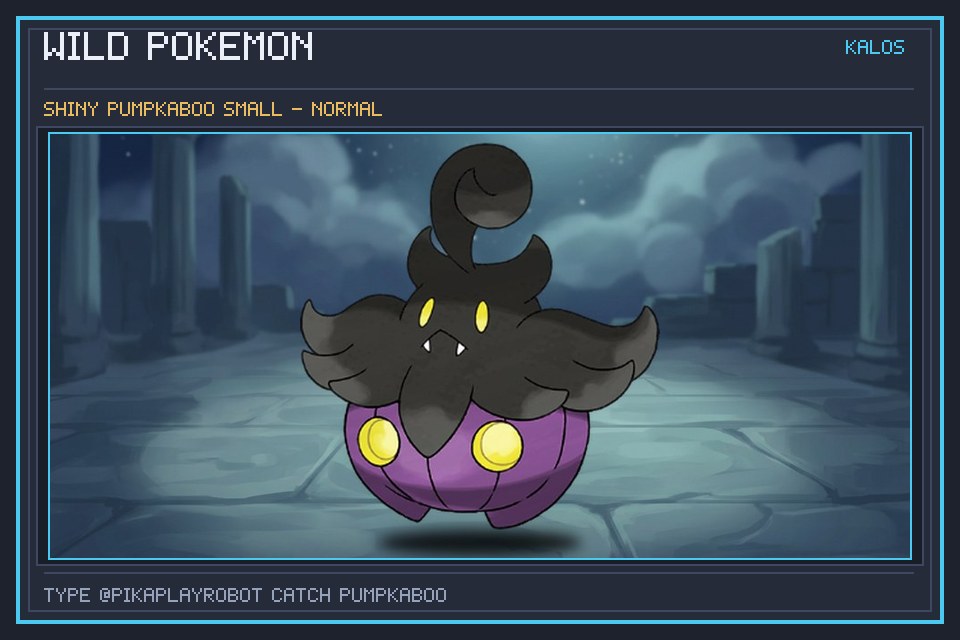 WILD POKEMON
KALOS
SHINY PUMPKABOO SMALL - NORMAL
TYPE @PIKAPLAYROBOT CATCH PUMPKABOO